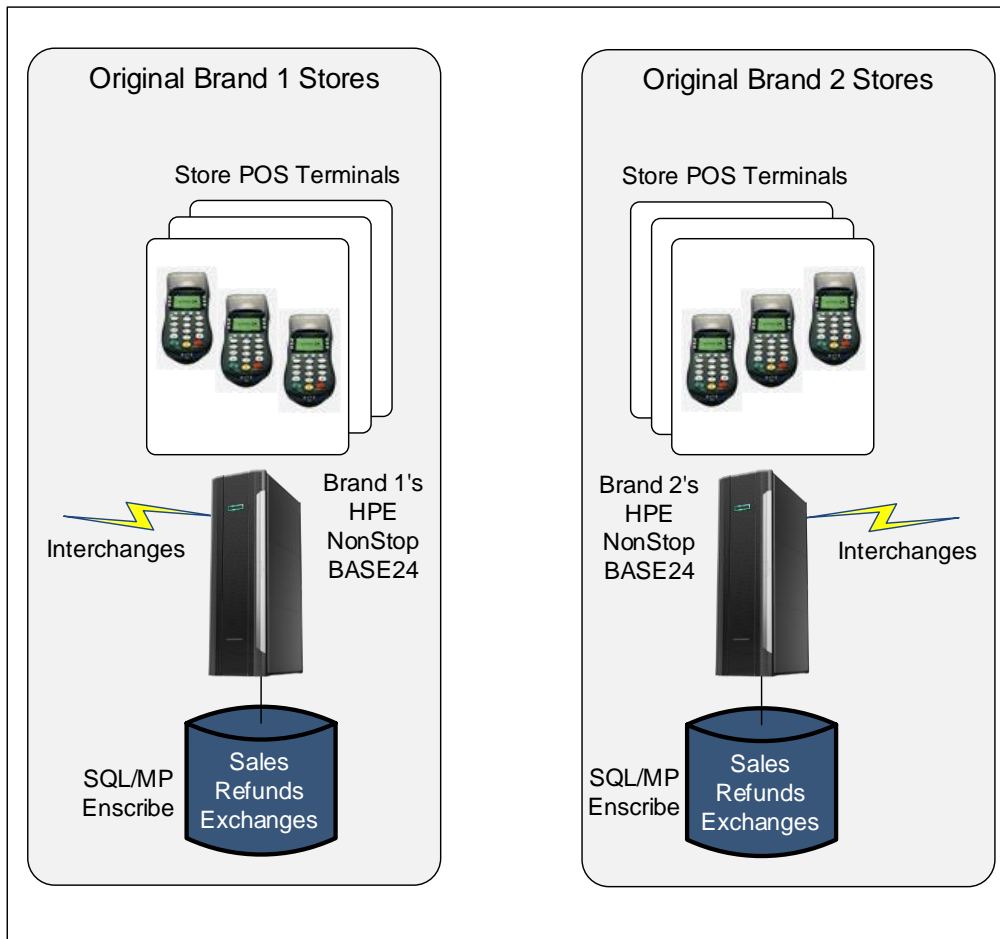 Original Brand 1 Stores
Store POS Terminals
Brand 1's
HPE
NonStop
BASE24
Interchanges
SQL/MP
Enscribe
Sales
Refunds
Exchanges
Original Brand 2 Stores
Store POS Terminals
Brand 2's
HPE
NonStop
BASE24
Interchanges
SQL/MP
Enscribe
Sales
Refunds
Exchanges